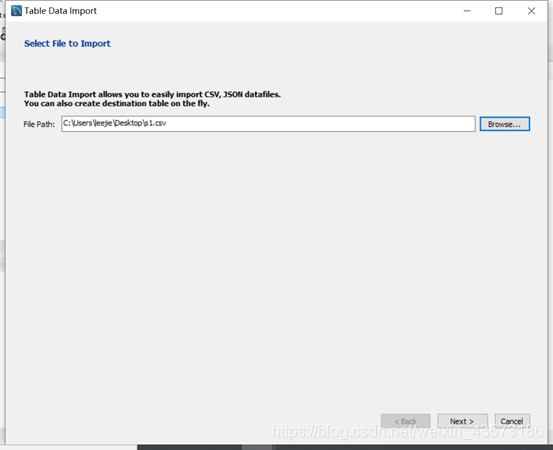 Table Data Import
Select File to Import
Table Data Import allows you to easily import CSV, JSON datafiles.
You can also create destination table on the fly.
File Path: C:\Users\leejie\Desktop\s1.csv Browse...
< Back Next > Cancel
https://blog.csdn.net/weixin_43573186